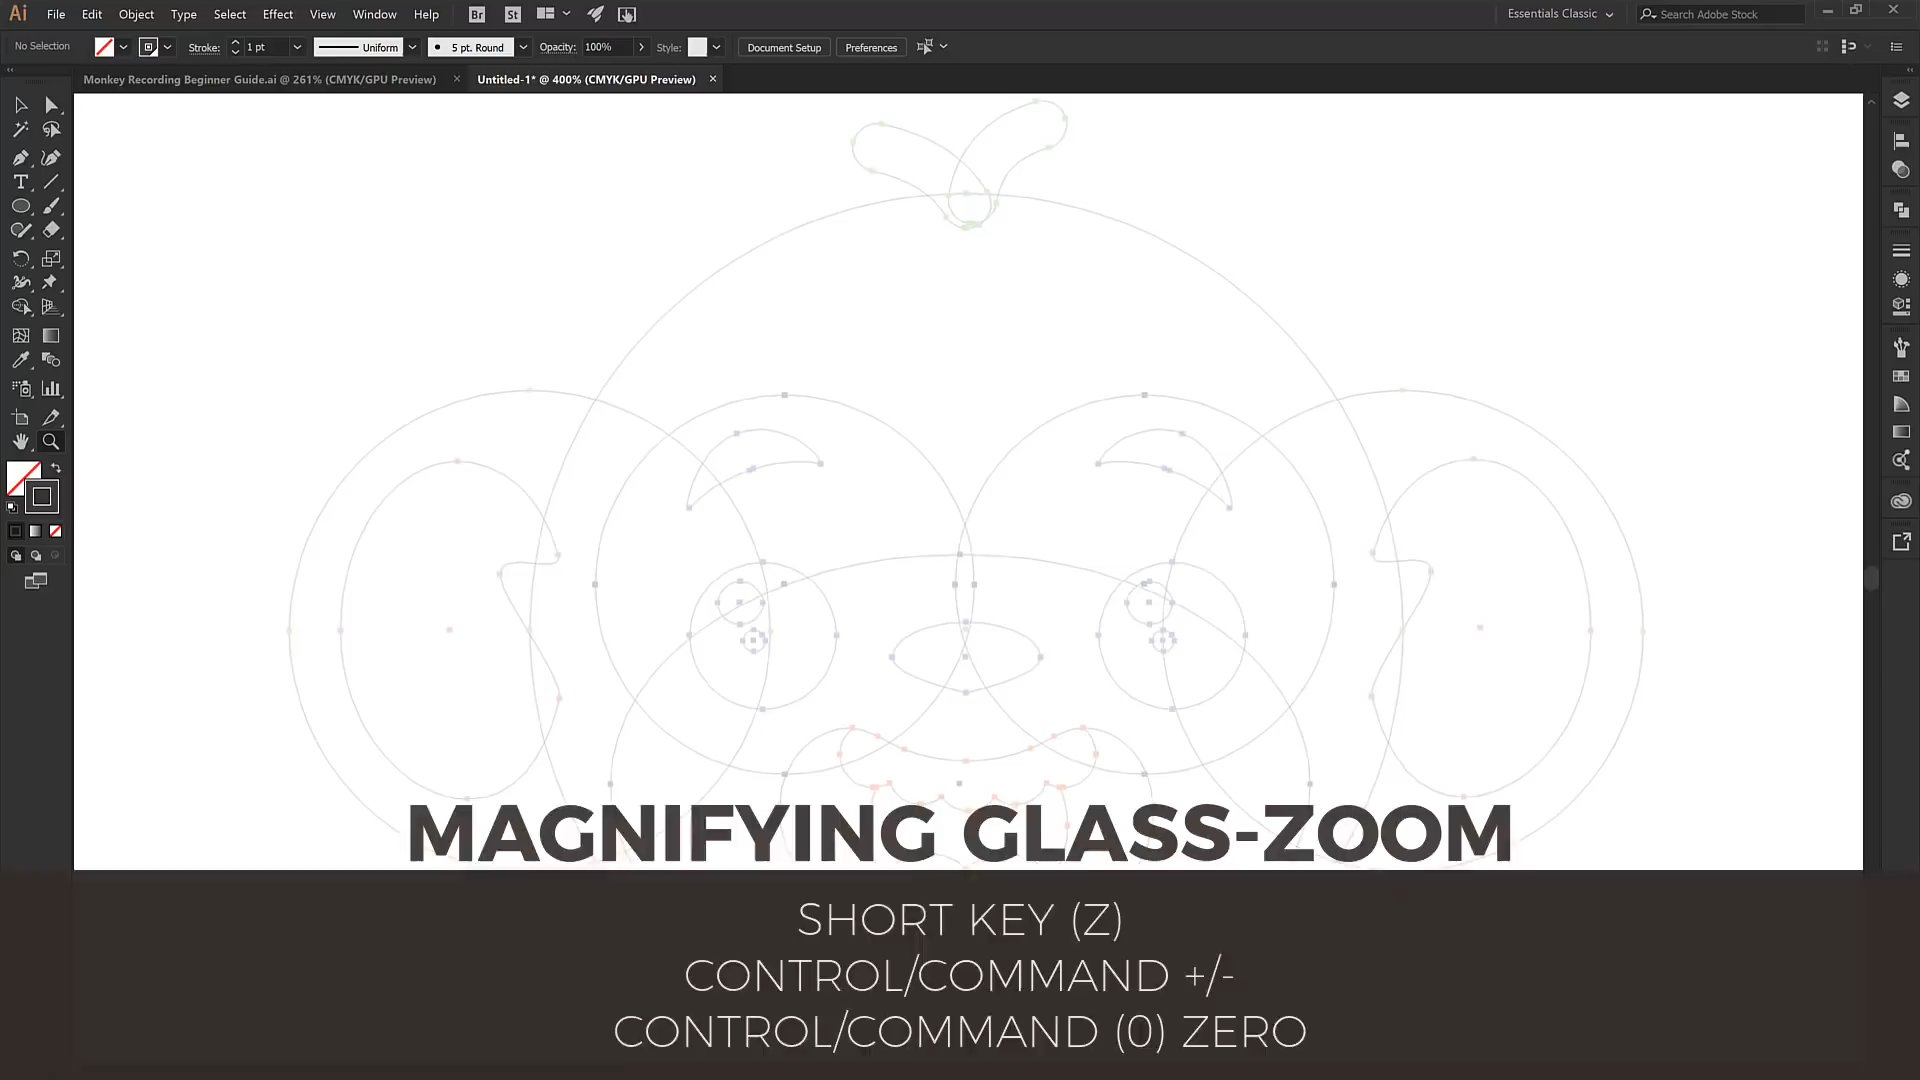 Ai File Edit Object Type Select Effect View Window Help Br St Essentials Classic Search Adobe Stock
No Selection Stroke: 1 pt Uniform 5 pt. Round Opacity: 100% Style: Document Setup Preferences
Monkey Recording Beginner Guide.ai @ 261% (CMYK/GPU Preview) × Untitled-1* @ 400% (CMYK/GPU Preview) ×
MAGNIFYING GLASS-ZOOM
SHORT KEY (Z)
CONTROL/COMMAND +/-
CONTROL/COMMAND (0) ZERO